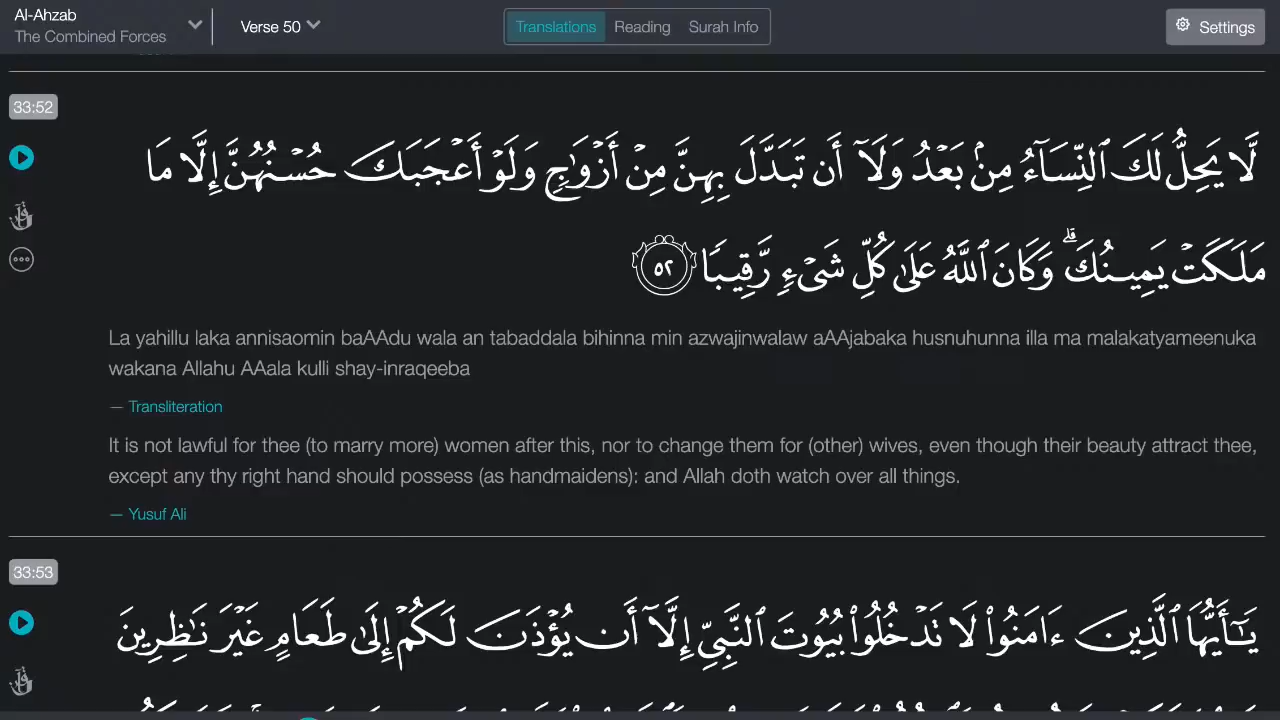 Al-Ahzab
The Combined Forces
Verse 50
Translations Reading Surah Info
Settings
33:52
لَّا يَحِلُّ لَكَ ٱلنِّسَآءُ مِنۢ بَعْدُ وَلَآ أَن تَبَدَّلَ بِهِنَّ مِنْ أَزْوَٰجٍ وَلَوْ أَعْجَبَكَ حُسْنُهُنَّ إِلَّا مَا
مَلَكَتْ يَمِينُكَ ۗ وَكَانَ ٱللَّهُ عَلَىٰ كُلِّ شَىْءٍ رَّقِيبًا ٥٢
La yahillu laka annisaomin baAAdu wala an tabaddala bihinna min azwajinwalaw aAAjabaka husnuhunna illa ma malakatyameenuka
wakana Allahu AAala kulli shay-inraqeeba
— Transliteration
It is not lawful for thee (to marry more) women after this, nor to change them for (other) wives, even though their beauty attract thee,
except any thy right hand should possess (as handmaidens): and Allah doth watch over all things.
— Yusuf Ali
33:53
يَـٰٓأَيُّهَا ٱلَّذِينَ ءَامَنُوا۟ لَا تَدْخُلُوا۟ بُيُوتَ ٱلنَّبِىِّ إِلَّآ أَن يُؤْذَنَ لَكُمْ إِلَىٰ طَعَامٍ غَيْرَ نَـٰظِرِينَ